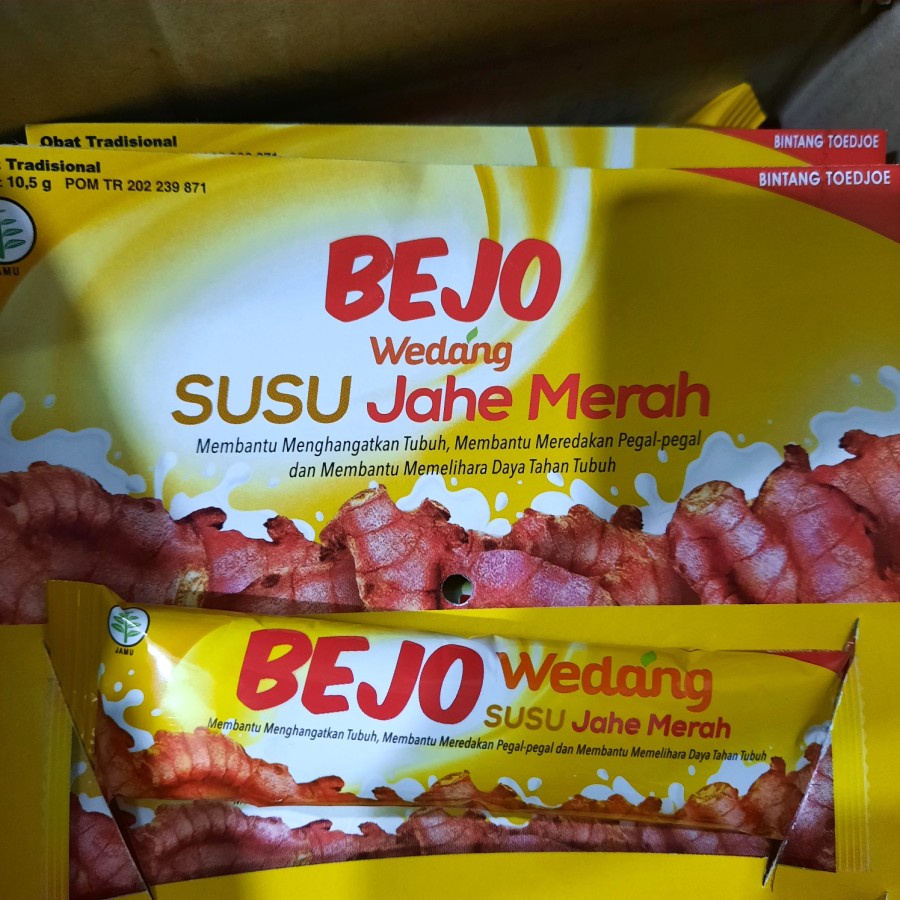 Obat Tradisional
BINTANG TOEDJOE
Tradisional
10,5 g POM TR 202 239 871
BINTANG TOEDJOE
JAMU
BEJO
Wedang
SUSU Jahe Merah
Membantu Menghangatkan Tubuh, Membantu Meredakan Pegal-pegal
dan Membantu Memelihara Daya Tahan Tubuh
JAMU
BEJO Wedang
SUSU Jahe Merah
Membantu Menghangatkan Tubuh, Membantu Meredakan Pegal-pegal dan Membantu Memelihara Daya Tahan Tubuh